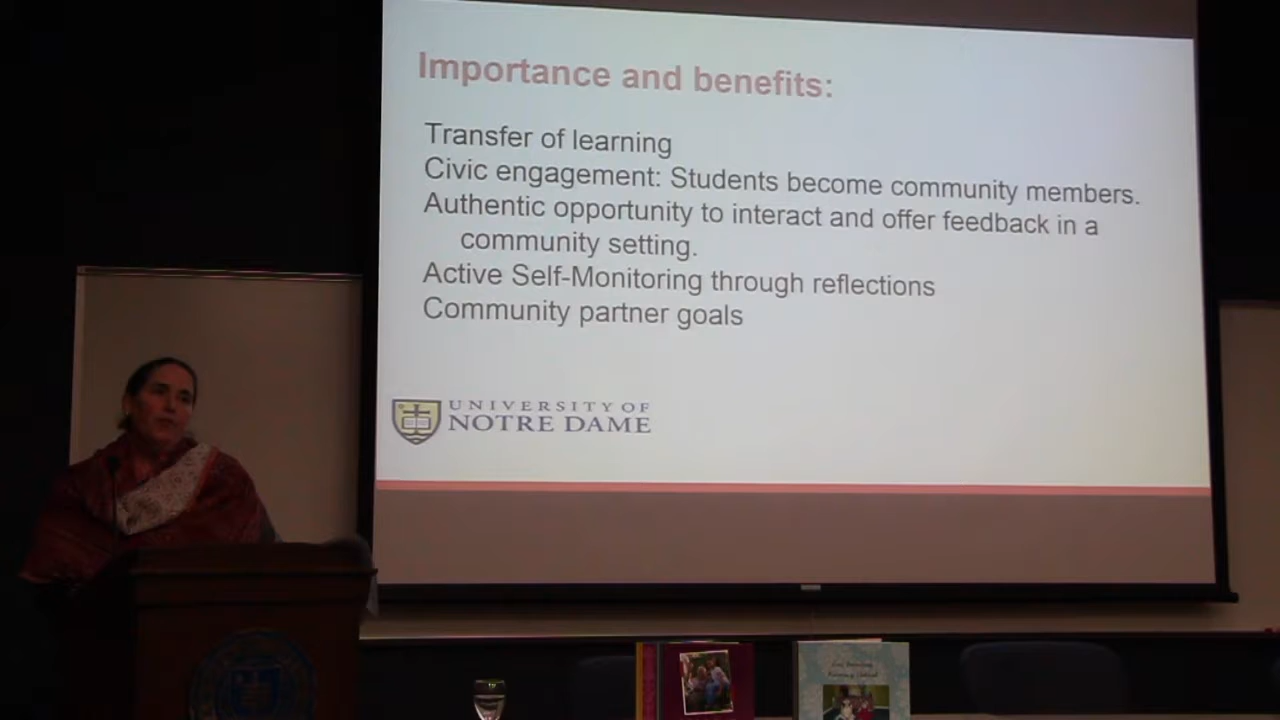 Importance and benefits:
Transfer of learning
Civic engagement: Students become community members.
Authentic opportunity to interact and offer feedback in a
community setting.
Active Self-Monitoring through reflections
Community partner goals
UNIVERSITY OF
NOTRE DAME